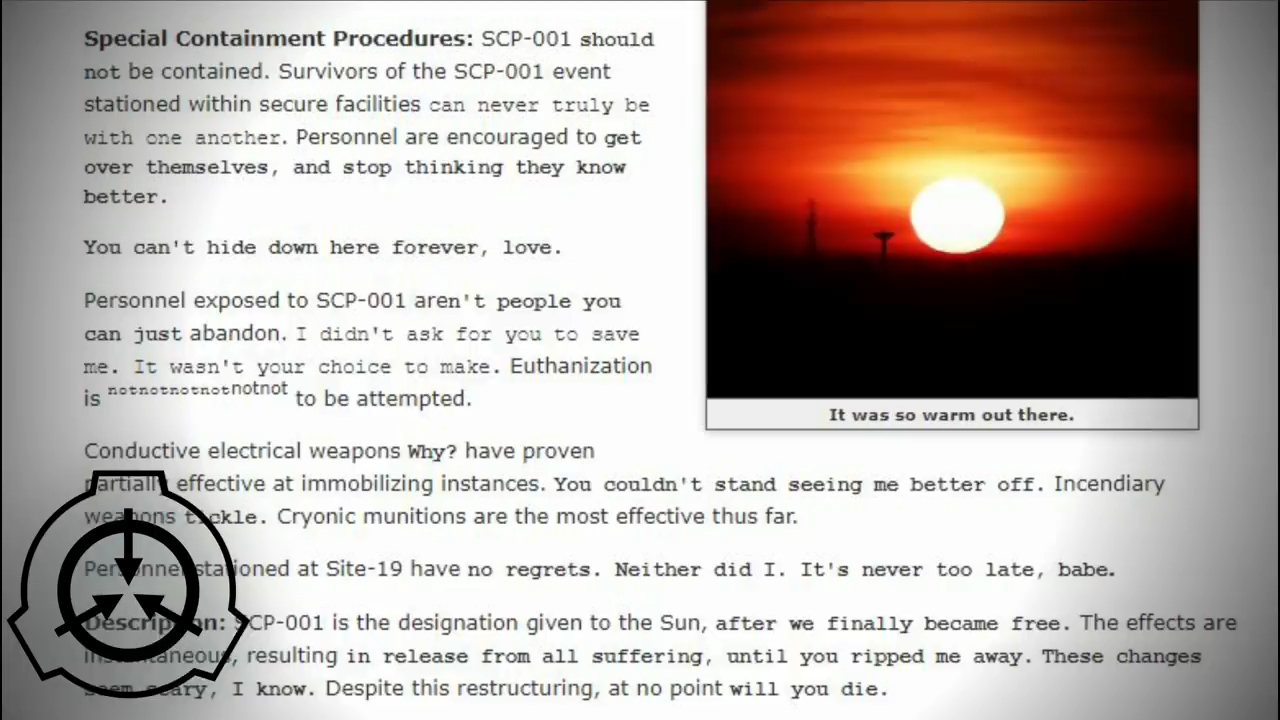 Special Containment Procedures: SCP-001 should
not be contained. Survivors of the SCP-001 event
stationed within secure facilities can never truly be
with one another. Personnel are encouraged to get
over themselves, and stop thinking they know
better.
You can't hide down here forever, love.
Personnel exposed to SCP-001 aren't people you
can just abandon. I didn't ask for you to save
me. It wasn't your choice to make. Euthanization
is notnotnotnotnotnot to be attempted.
It was so warm out there.
Conductive electrical weapons Why? have proven
partially effective at immobilizing instances. You couldn't stand seeing me better off. Incendiary
weapons tickle. Cryonic munitions are the most effective thus far.
Personnel stationed at Site-19 have no regrets. Neither did I. It's never too late, babe.
Description: SCP-001 is the designation given to the Sun, after we finally became free. The effects are
instantaneous, resulting in release from all suffering, until you ripped me away. These changes
seem scary, I know. Despite this restructuring, at no point will you die.